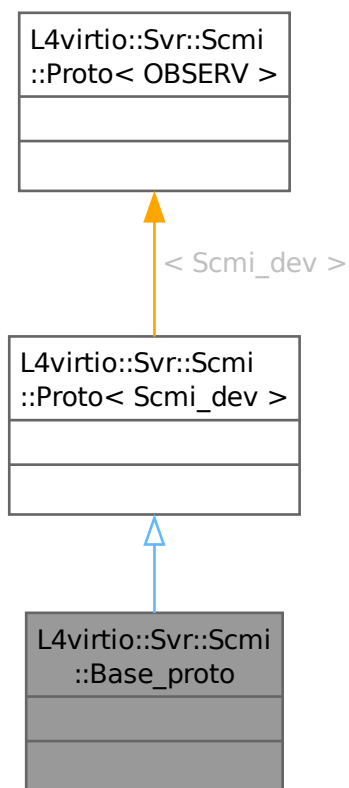 L4virtio::Svr::Scmi
::Proto< OBSERV >
< Scmi_dev >
L4virtio::Svr::Scmi
::Proto< Scmi_dev >
L4virtio::Svr::Scmi
::Base_proto